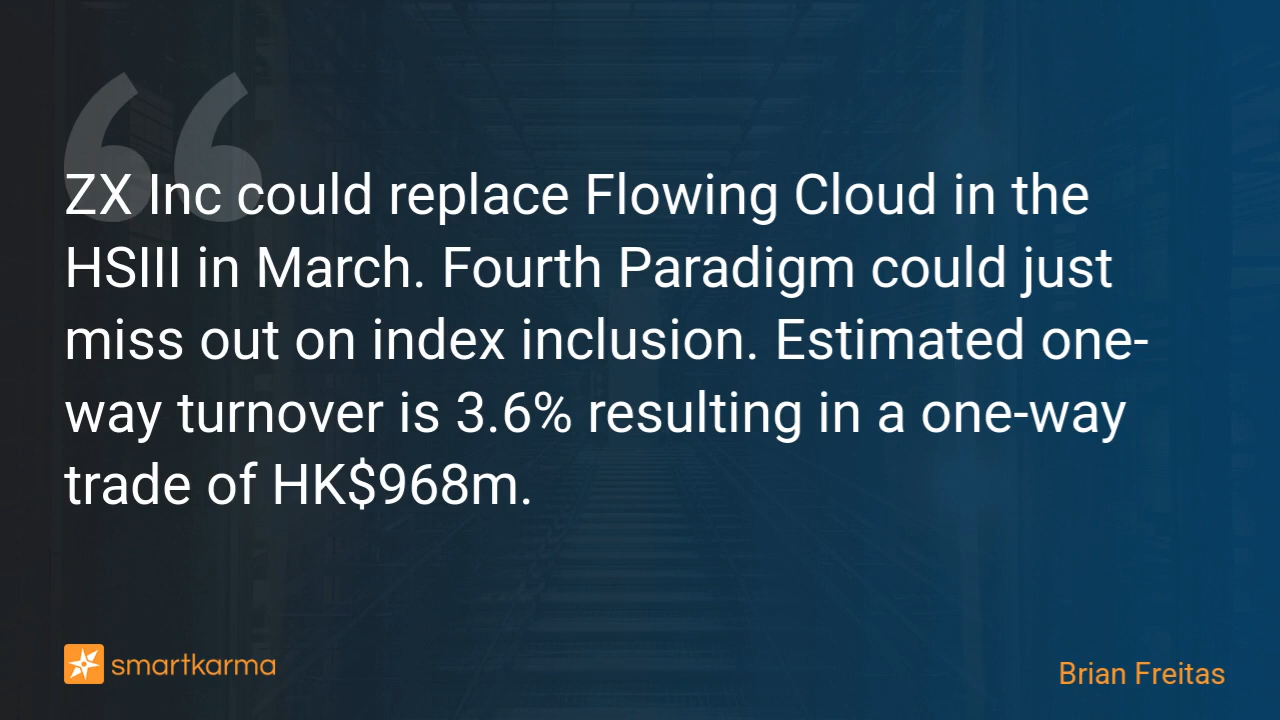 “
ZX Inc could replace Flowing Cloud in the
HSIII in March. Fourth Paradigm could just
miss out on index inclusion. Estimated one-
way turnover is 3.6% resulting in a one-way
trade of HK$968m.
smartkarma
Brian Freitas